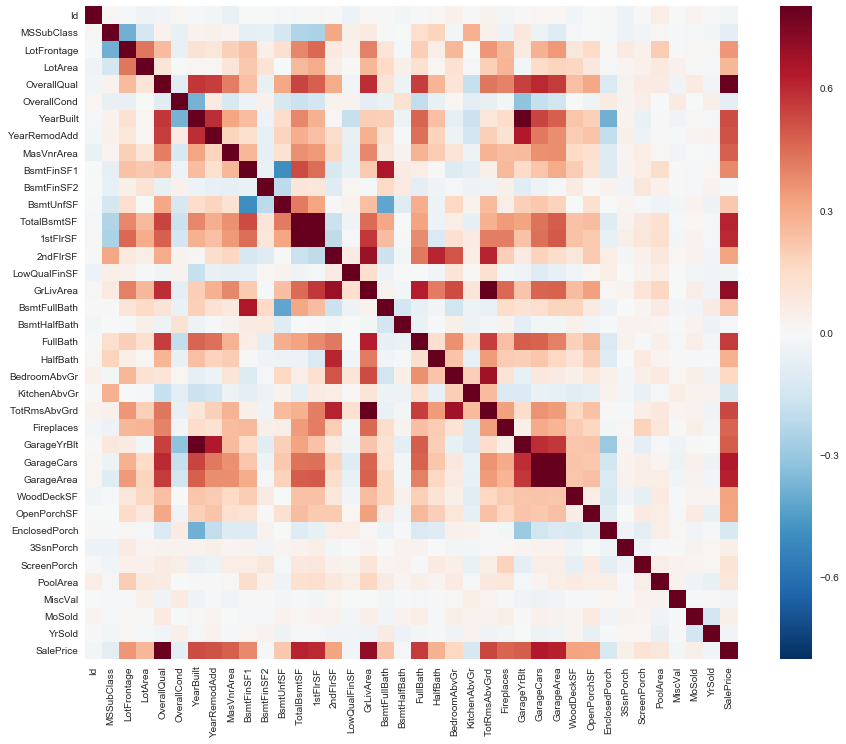 Id
MSSubClass
LotFrontage
LotArea
OverallQual
OverallCond
YearBuilt
YearRemodAdd
MasVnrArea
BsmtFinSF1
BsmtFinSF2
BsmtUnfSF
TotalBsmtSF
1stFlrSF
2ndFlrSF
LowQualFinSF
GrLivArea
BsmtFullBath
BsmtHalfBath
FullBath
HalfBath
BedroomAbvGr
KitchenAbvGr
TotRmsAbvGrd
Fireplaces
GarageYrBlt
GarageCars
GarageArea
WoodDeckSF
OpenPorchSF
EnclosedPorch
3SsnPorch
ScreenPorch
PoolArea
MiscVal
MoSold
YrSold
SalePrice
Id
MSSubClass
LotFrontage
LotArea
OverallQual
OverallCond
YearBuilt
YearRemodAdd
MasVnrArea
BsmtFinSF1
BsmtFinSF2
BsmtUnfSF
TotalBsmtSF
1stFlrSF
2ndFlrSF
LowQualFinSF
GrLivArea
BsmtFullBath
BsmtHalfBath
FullBath
HalfBath
BedroomAbvGr
KitchenAbvGr
TotRmsAbvGrd
Fireplaces
GarageYrBlt
GarageCars
GarageArea
WoodDeckSF
OpenPorchSF
EnclosedPorch
3SsnPorch
ScreenPorch
PoolArea
MiscVal
MoSold
YrSold
SalePrice
0.6
0.3
0.0
−0.3
−0.6